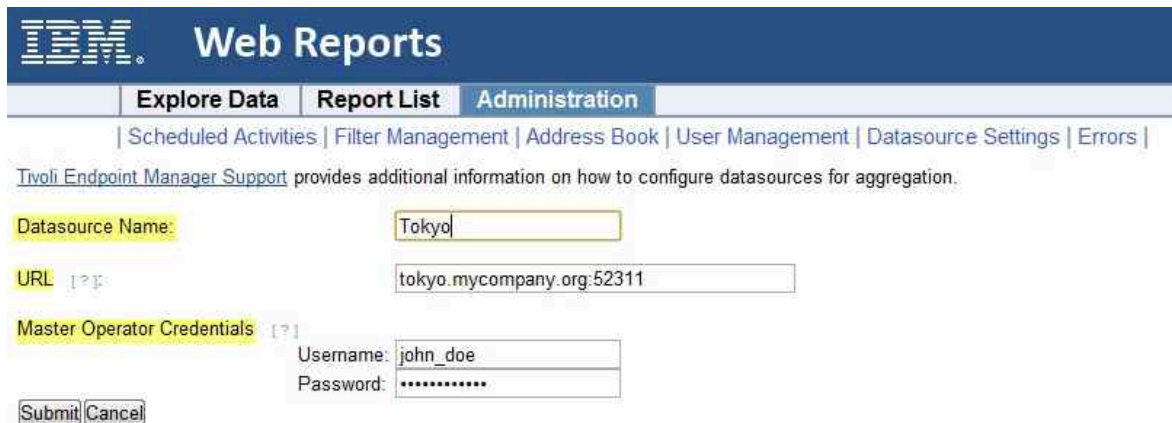 IBM. Web Reports
Explore Data | Report List | Administration
| Scheduled Activities | Filter Management | Address Book | User Management | Datasource Settings | Errors |
Tivoli Endpoint Manager Support provides additional information on how to configure datasources for aggregation.
Datasource Name: Tokyo
URL [?]: tokyo.mycompany.org:52311
Master Operator Credentials [?]
Username: john_doe
Password: ••••••••••••
Submit Cancel